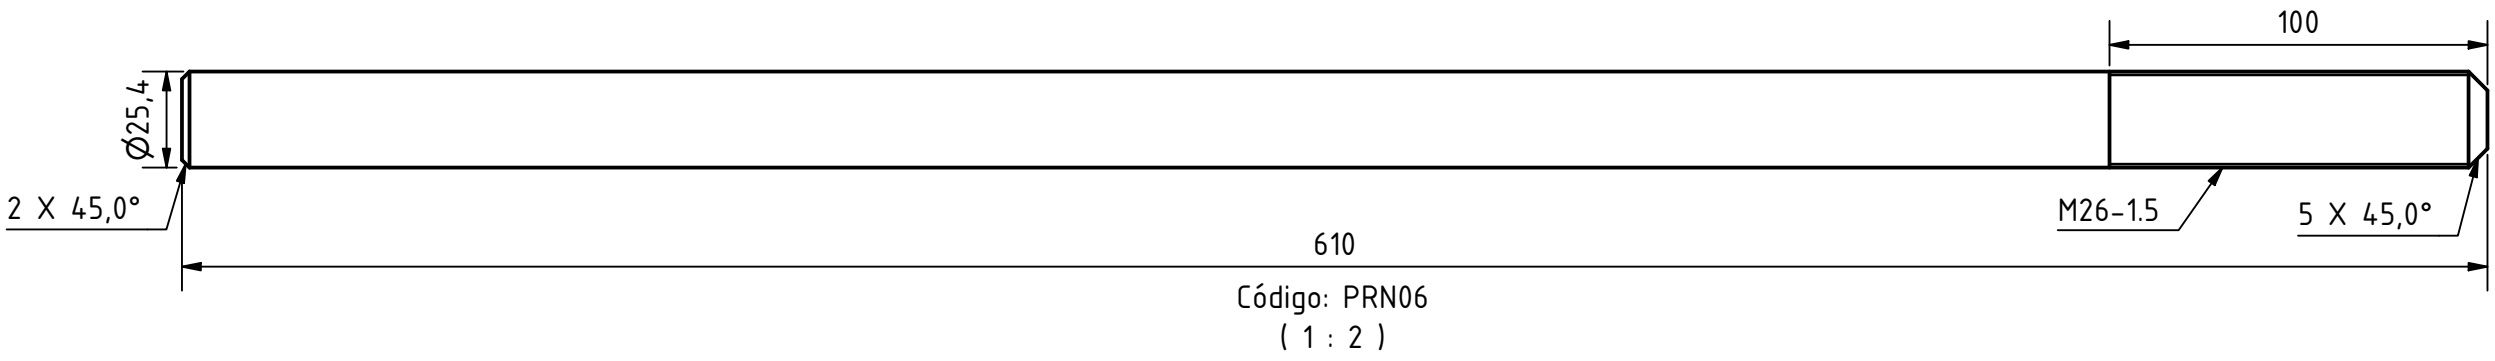 100
Ø25,4
2 X 45,0°
M26-1.5
5 X 45,0°
610
Código: PRN06
( 1 : 2 )